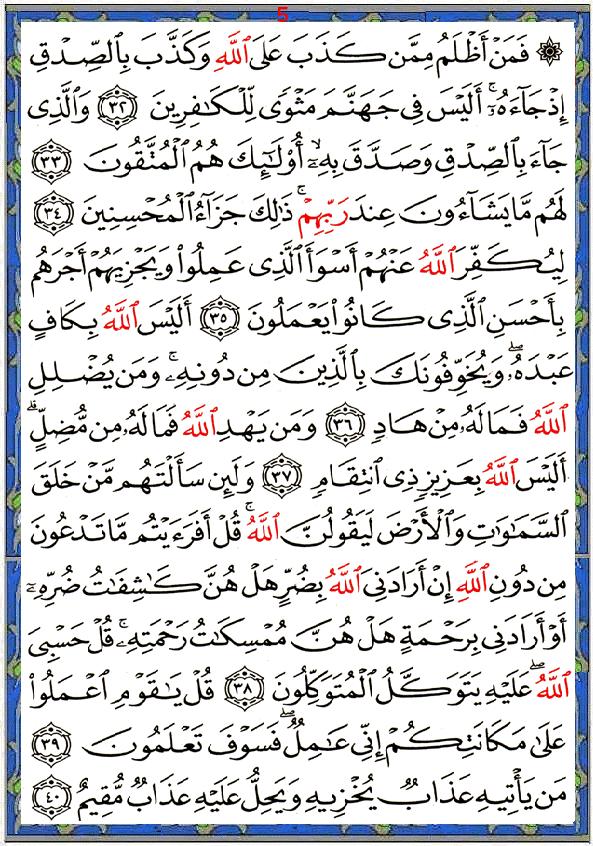 5
۞ فَمَنْ أَظْلَمُ مِمَّن كَذَبَ عَلَى ٱللَّهِ وَكَذَّبَ بِٱلصِّدْقِ
إِذْ جَآءَهُۥٓ ۚ أَلَيْسَ فِى جَهَنَّمَ مَثْوًى لِّلْكَٰفِرِينَ ٣٢ وَٱلَّذِى
جَآءَ بِٱلصِّدْقِ وَصَدَّقَ بِهِۦٓ ۙ أُو۟لَٰٓئِكَ هُمُ ٱلْمُتَّقُونَ ٣٣
لَهُم مَّا يَشَآءُونَ عِندَ رَبِّهِمْ ۚ ذَٰلِكَ جَزَآءُ ٱلْمُحْسِنِينَ ٣٤
لِيُكَفِّرَ ٱللَّهُ عَنْهُمْ أَسْوَأَ ٱلَّذِى عَمِلُوا۟ وَيَجْزِيَهُمْ أَجْرَهُم
بِأَحْسَنِ ٱلَّذِى كَانُوا۟ يَعْمَلُونَ ٣٥ أَلَيْسَ ٱللَّهُ بِكَافٍ
عَبْدَهُۥ ۖ وَيُخَوِّفُونَكَ بِٱلَّذِينَ مِن دُونِهِۦ ۚ وَمَن يُضْلِلِ
ٱللَّهُ فَمَا لَهُۥ مِنْ هَادٍ ٣٦ وَمَن يَهْدِ ٱللَّهُ فَمَا لَهُۥ مِن مُّضِلٍّ ۗ
أَلَيْسَ ٱللَّهُ بِعَزِيزٍ ذِى ٱنتِقَامٍ ٣٧ وَلَئِن سَأَلْتَهُم مَّنْ خَلَقَ
ٱلسَّمَٰوَٰتِ وَٱلْأَرْضَ لَيَقُولُنَّ ٱللَّهُ ۚ قُلْ أَفَرَءَيْتُم مَّا تَدْعُونَ
مِن دُونِ ٱللَّهِ إِنْ أَرَادَنِىَ ٱللَّهُ بِضُرٍّ هَلْ هُنَّ كَٰشِفَٰتُ ضُرِّهِۦٓ
أَوْ أَرَادَنِى بِرَحْمَةٍ هَلْ هُنَّ مُمْسِكَٰتُ رَحْمَتِهِۦ ۚ قُلْ حَسْبِىَ
ٱللَّهُ ۖ عَلَيْهِ يَتَوَكَّلُ ٱلْمُتَوَكِّلُونَ ٣٨ قُلْ يَٰقَوْمِ ٱعْمَلُوا۟
عَلَىٰ مَكَانَتِكُمْ إِنِّى عَٰمِلٌ ۖ فَسَوْفَ تَعْلَمُونَ ٣٩
مَن يَأْتِيهِ عَذَابٌ يُخْزِيهِ وَيَحِلُّ عَلَيْهِ عَذَابٌ مُّقِيمٌ ٤٠